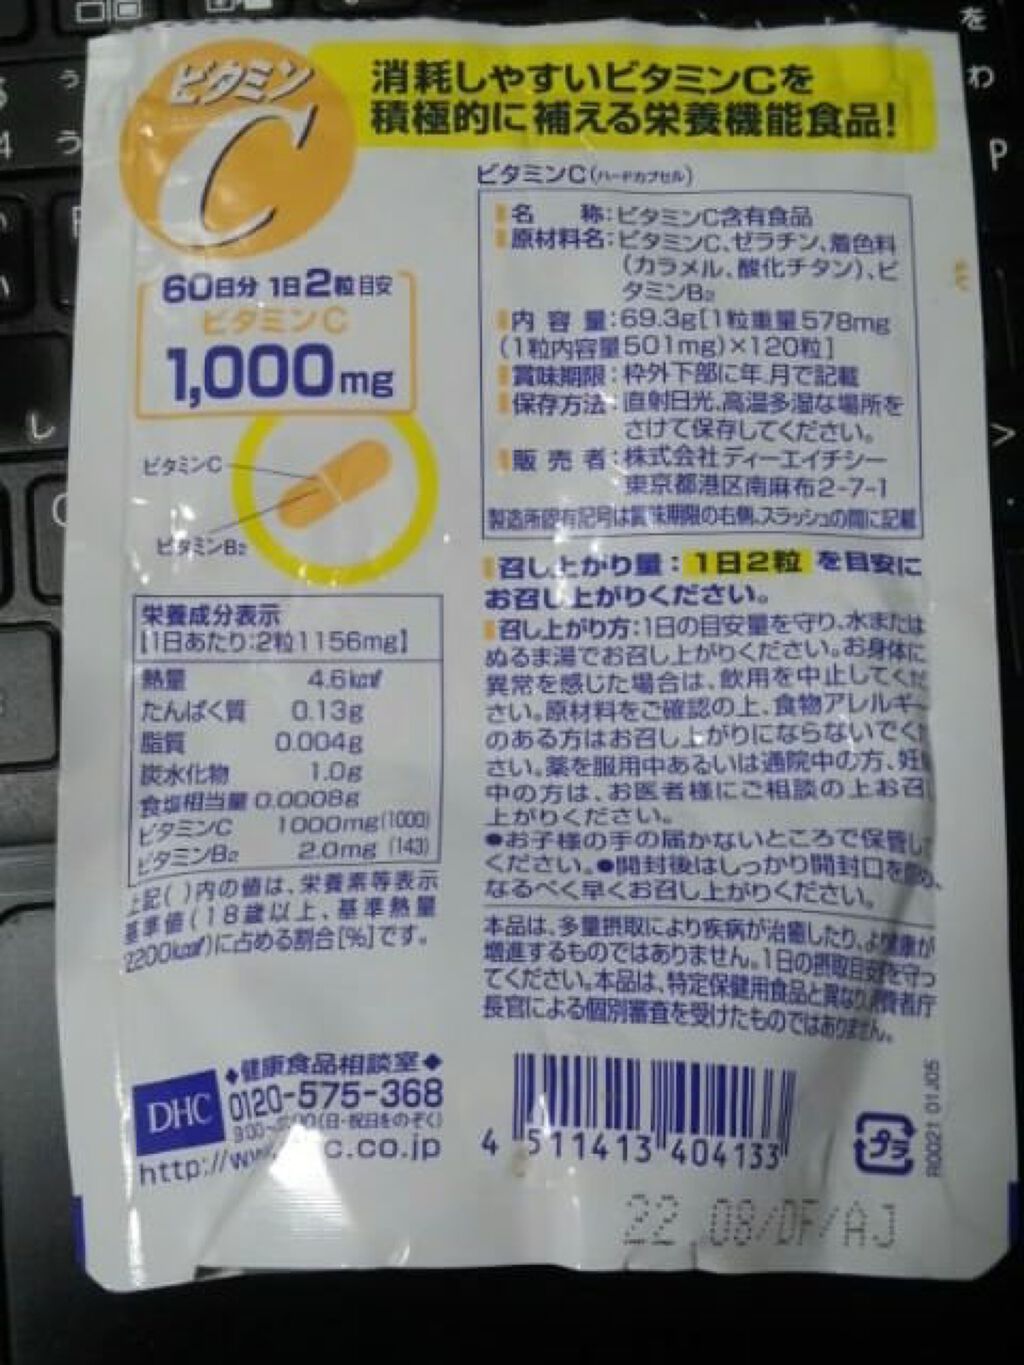 ビタミン
C
消耗しやすいビタミンCを
積極的に補える栄養機能食品!
60日分 1日2粒目安
ビタミンC
1,000mg
ビタミンC
ビタミンB₂
栄養成分表示
[1日あたり:2粒1156mg]
熱量 4.6kcal
たんぱく質 0.13g
脂質 0.004g
炭水化物 1.0g
食塩相当量 0.0008g
ビタミンC 1000mg(1000)
ビタミンB₂ 2.0mg (143)
上記( )内の値は、栄養素等表示
基準値(18歳以上、基準熱量
2200kcal)に占める割合[%]です。
ビタミンC(ハードカプセル)
名 称:ビタミンC含有食品
原材料名:ビタミンC、ゼラチン、着色料
(カラメル、酸化チタン)、ビ
タミンB₂
内容量:69.3g[1粒重量578mg
(1粒内容量501mg)×120粒]
賞味期限:枠外下部に年、月で記載
保存方法:直射日光、高温多湿な場所を
さけて保存してください。
販売者:株式会社ディーエイチシー
東京都港区南麻布2-7-1
製造所固有記号は賞味期限の右側、スラッシュの間に記載
召し上がり量:1日2粒を目安に
お召し上がりください。
召し上がり方:1日の目安量を守り、水または
ぬるま湯でお召し上がりください。お身体に
異常を感じた場合は、飲用を中止してくだ
さい。原材料をご確認の上、食物アレルギー
のある方はお召し上がりにならないでくだ
さい。薬を服用中あるいは通院中の方、妊娠
中の方は、お医者様にご相談の上お召し
上がりください。
●お子様の手の届かないところで保管して
ください。●開封後はしっかり開封口を閉め、
なるべく早くお召し上がりください。
本品は、多量摂取により疾病が治癒したり、より健康が
増進するものではありません。1日の摂取目安量を守っ
てください。本品は、特定保健用食品と異なり、消費者庁
長官による個別審査を受けたものではありません。
DHC
◆健康食品相談室◆
0120-575-368
(日・祝日をのぞく)
http://ww c.co.jp
4 511413 404133
プラ
R0021 01J05
22.08/DF/AJ
を
わ
P
う
う
4
し